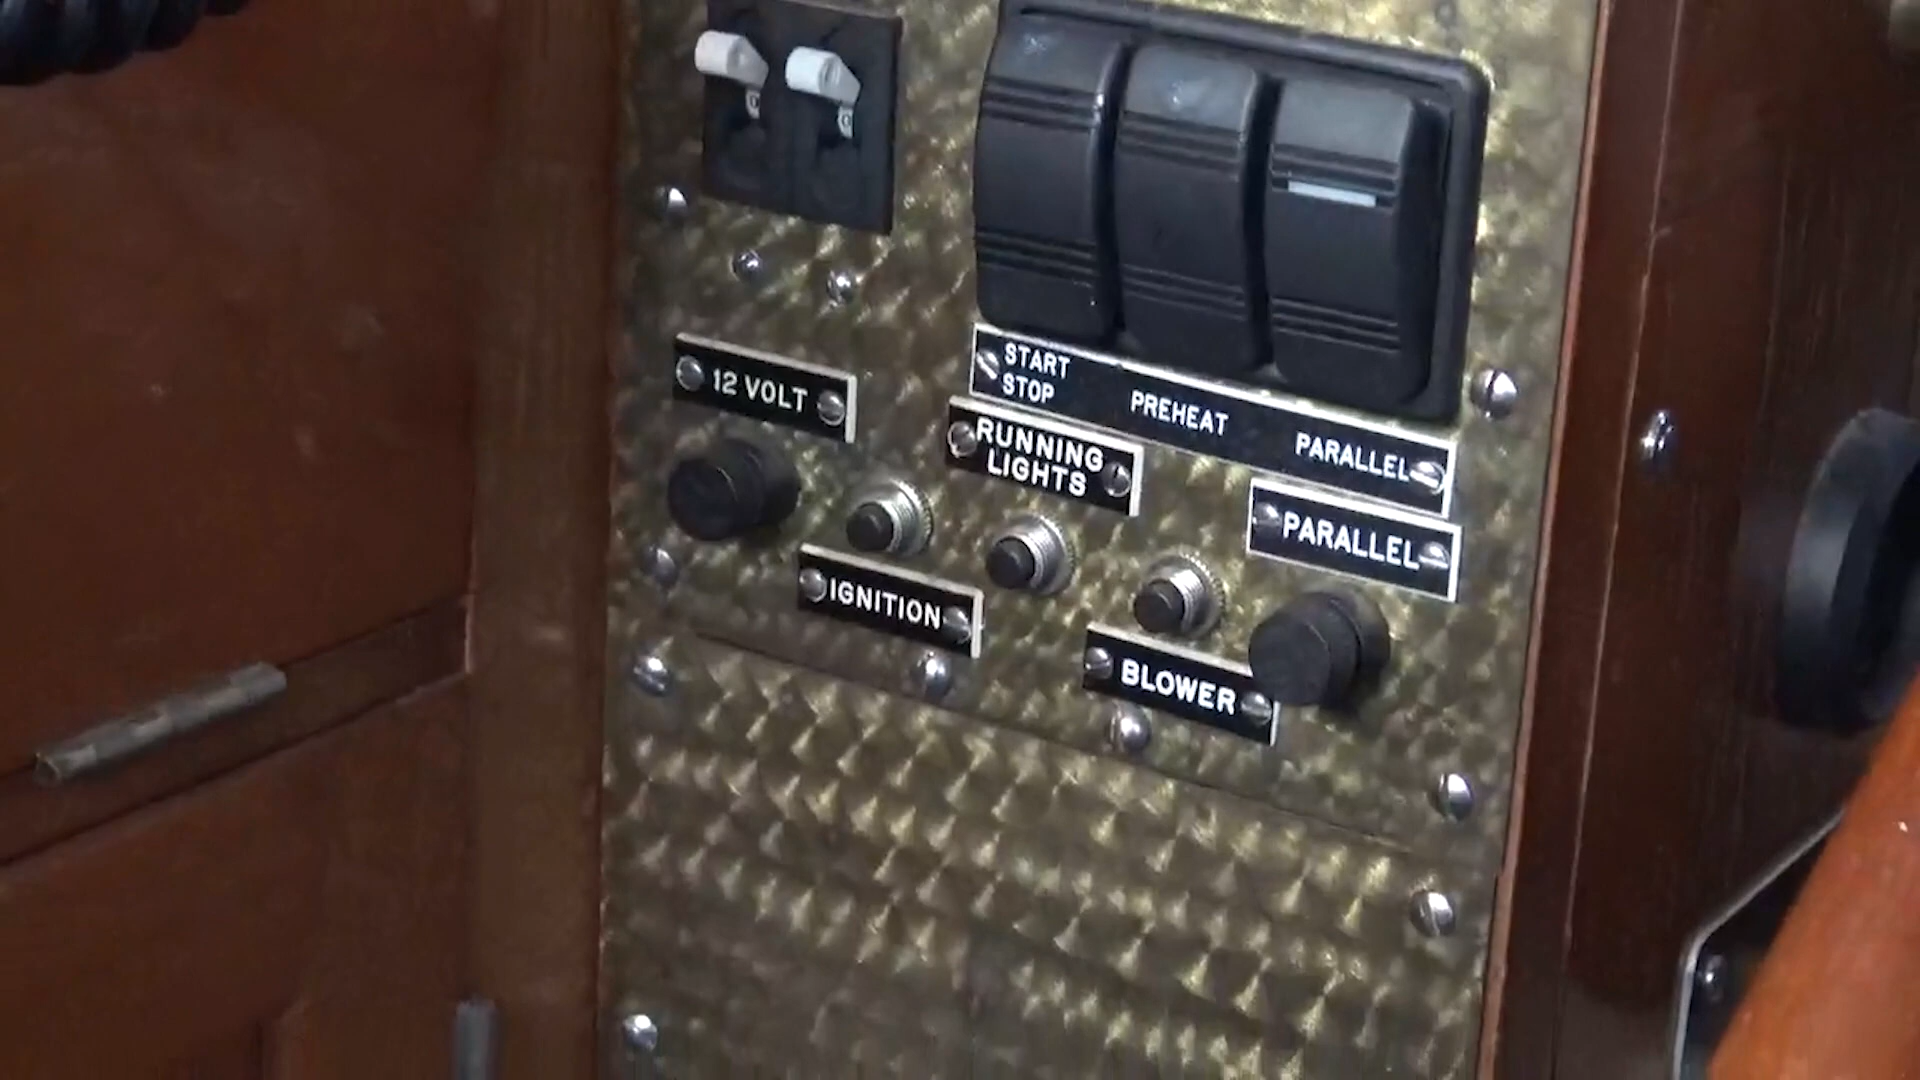 START
STOP
PREHEAT
PARALLEL
12 VOLT
RUNNING
LIGHTS
PARALLEL
IGNITION
BLOWER